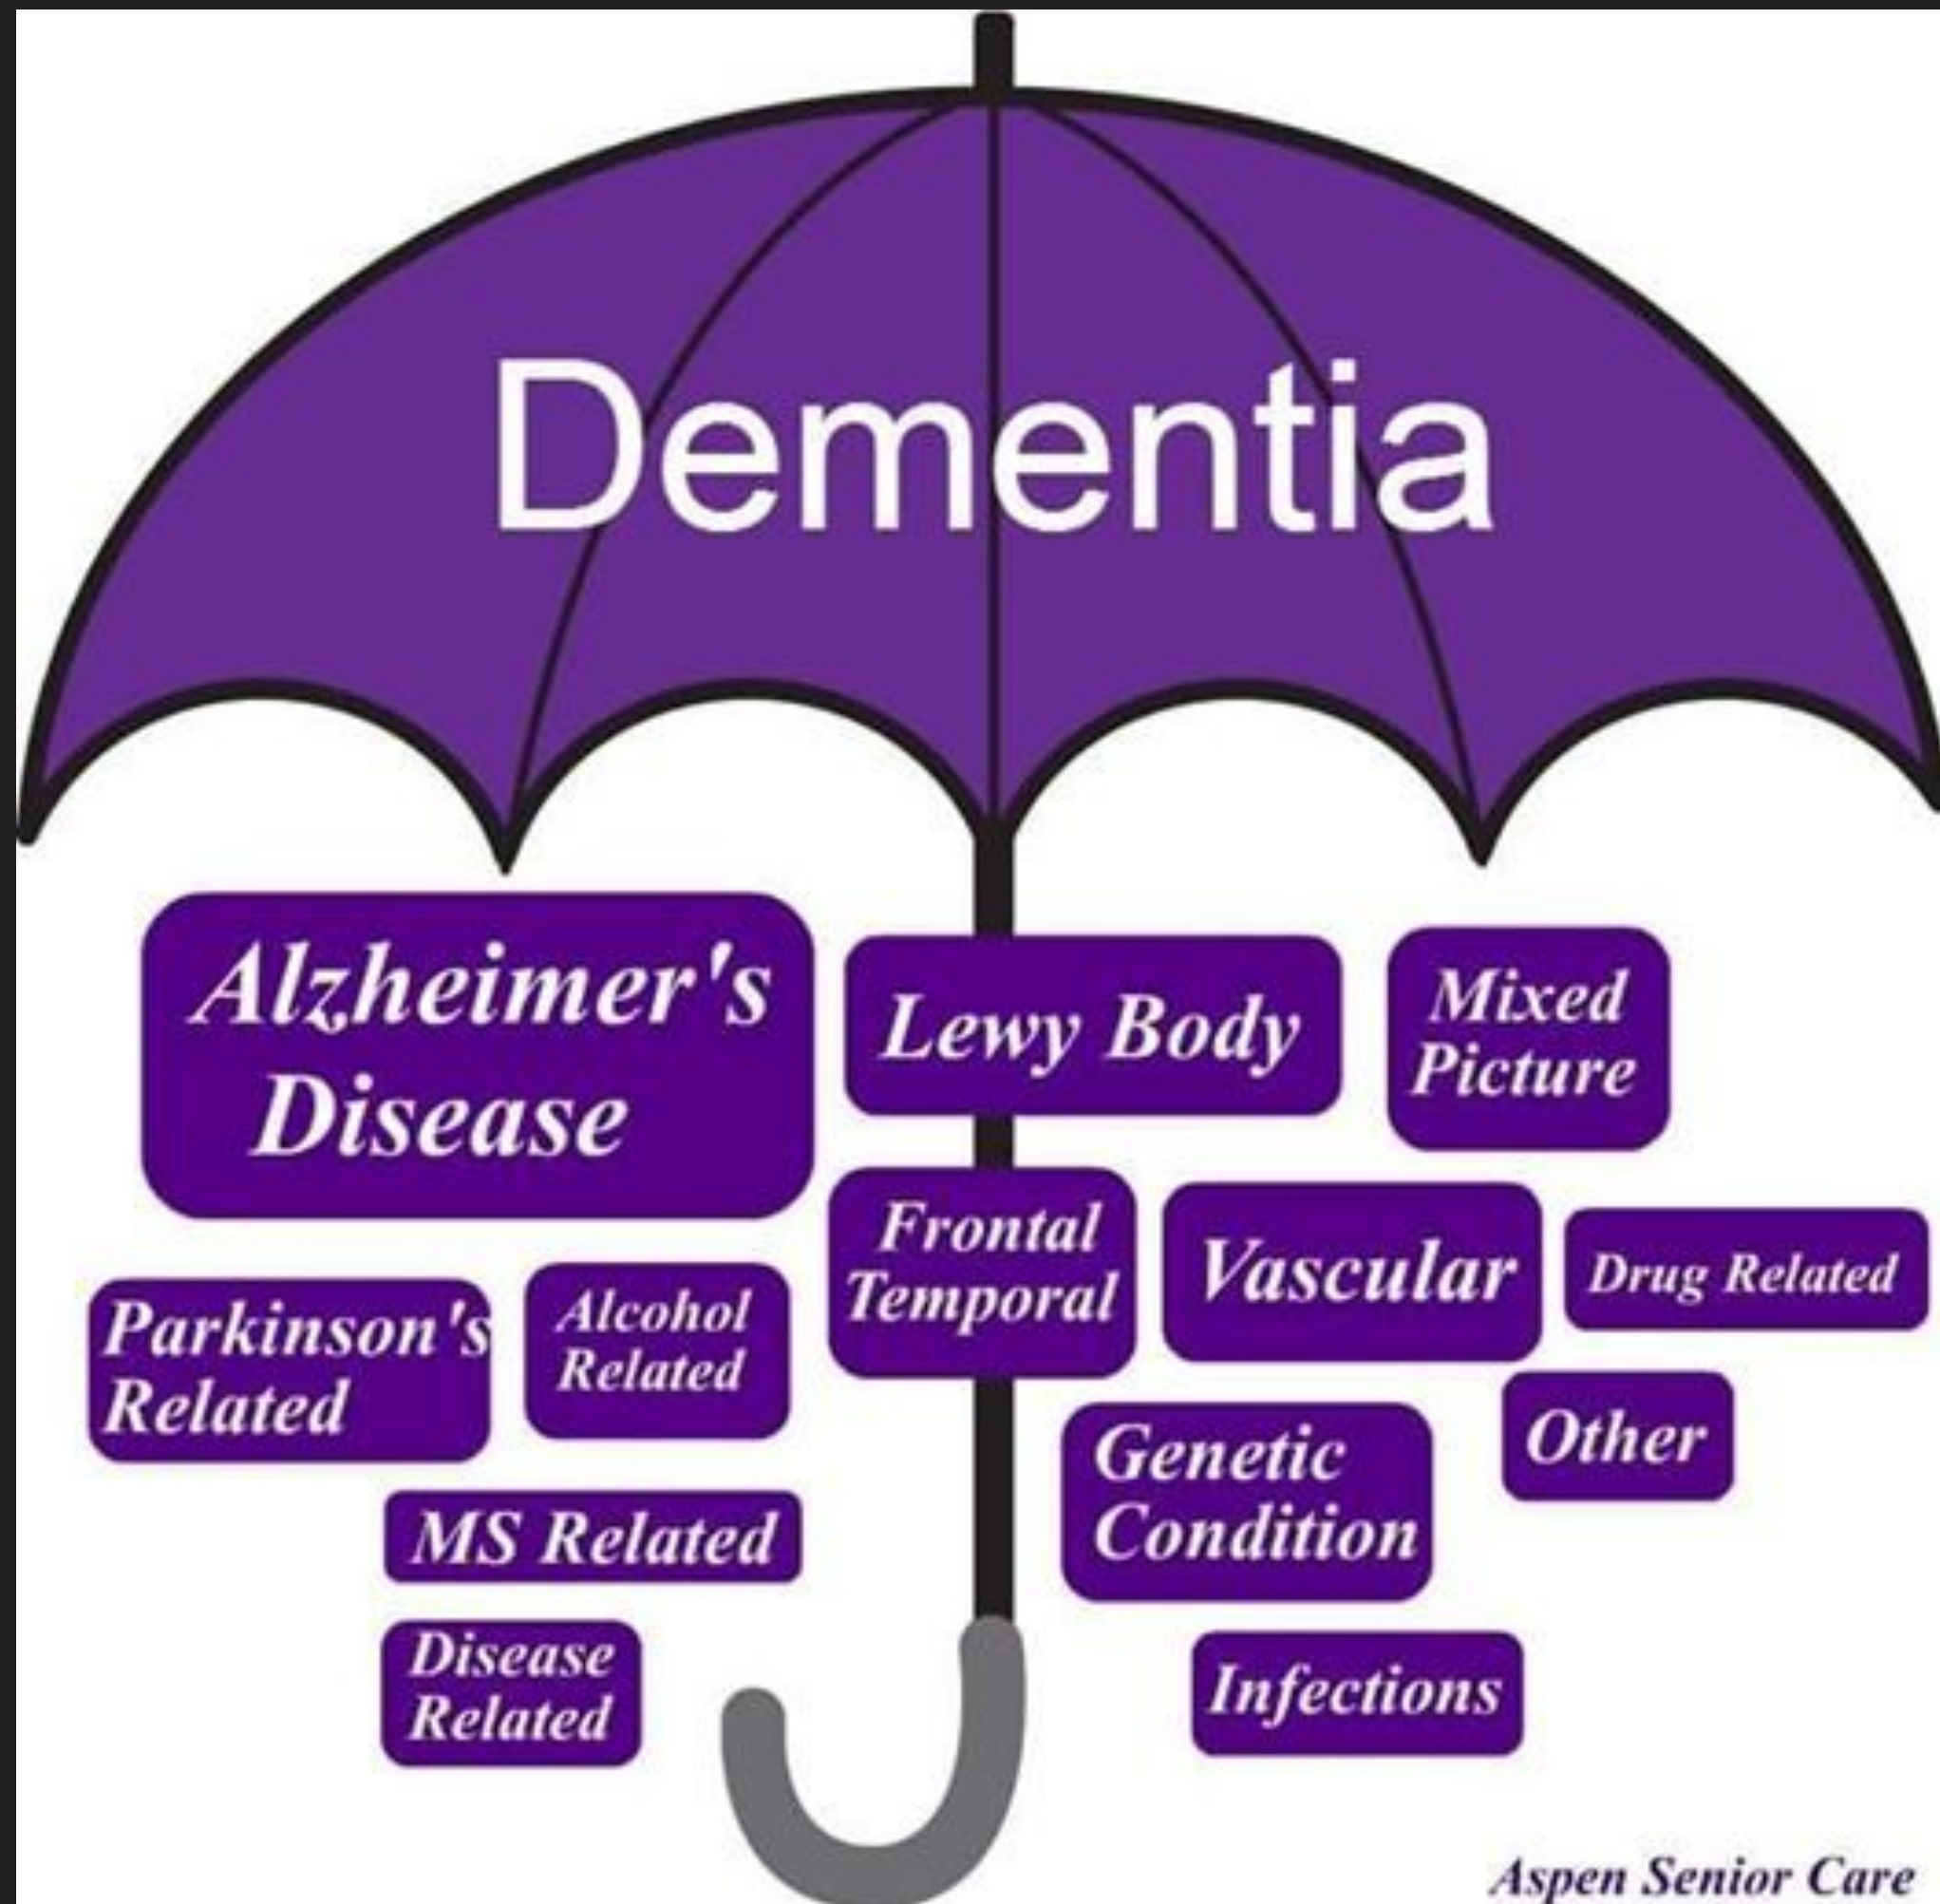 Dementia
Alzheimer's
Disease
Lewy Body
Mixed
Picture
Frontal
Temporal
Vascular
Drug Related
Parkinson's
Related
Alcohol
Related
Genetic
Condition
Other
MS Related
Disease
Related
Infections
Aspen Senior Care